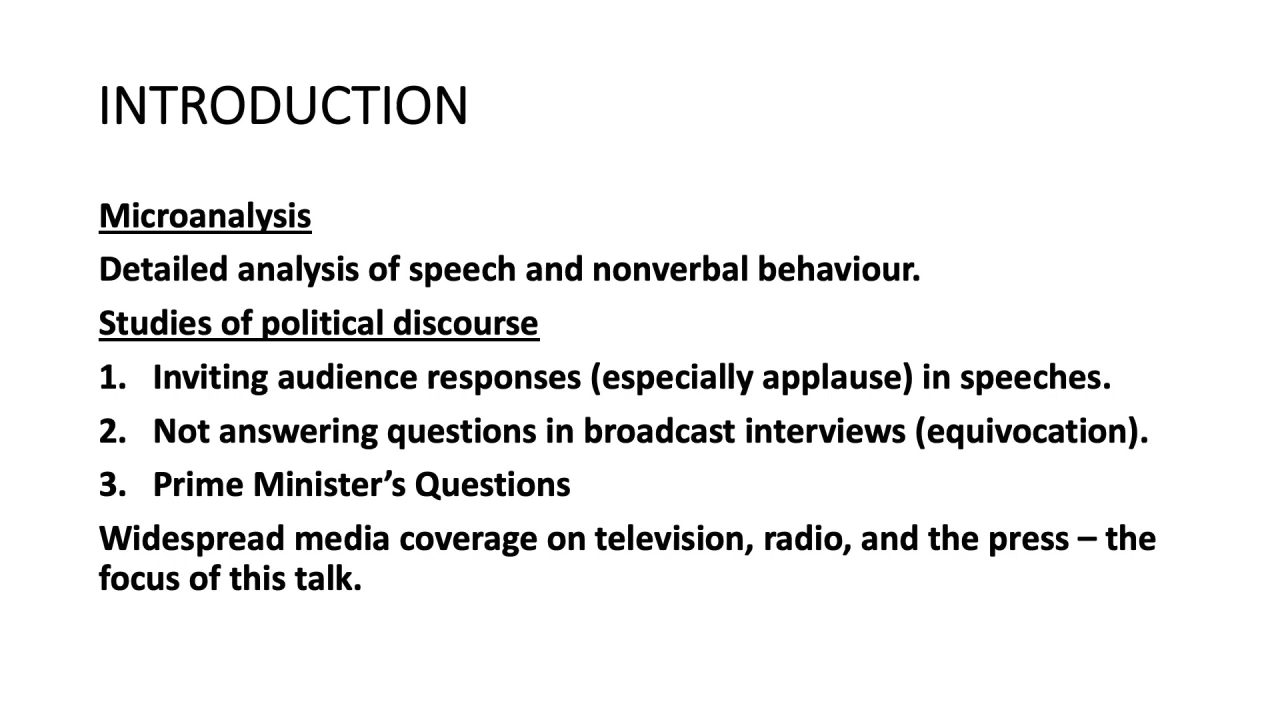 INTRODUCTION
Microanalysis
Detailed analysis of speech and nonverbal behaviour.
Studies of political discourse
1. Inviting audience responses (especially applause) in speeches.
2. Not answering questions in broadcast interviews (equivocation).
3. Prime Minister’s Questions
Widespread media coverage on television, radio, and the press – the
focus of this talk.